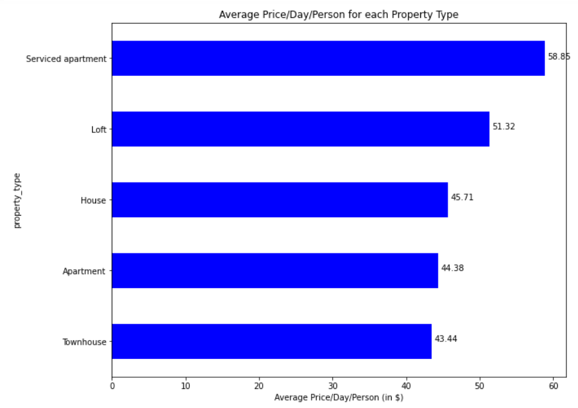 Average Price/Day/Person for each Property Type
Serviced apartment
58.85
Loft
51.32
property_type
House
45.71
Apartment
44.38
Townhouse
43.44
0 10 20 30 40 50 60
Average Price/Day/Person (in $)